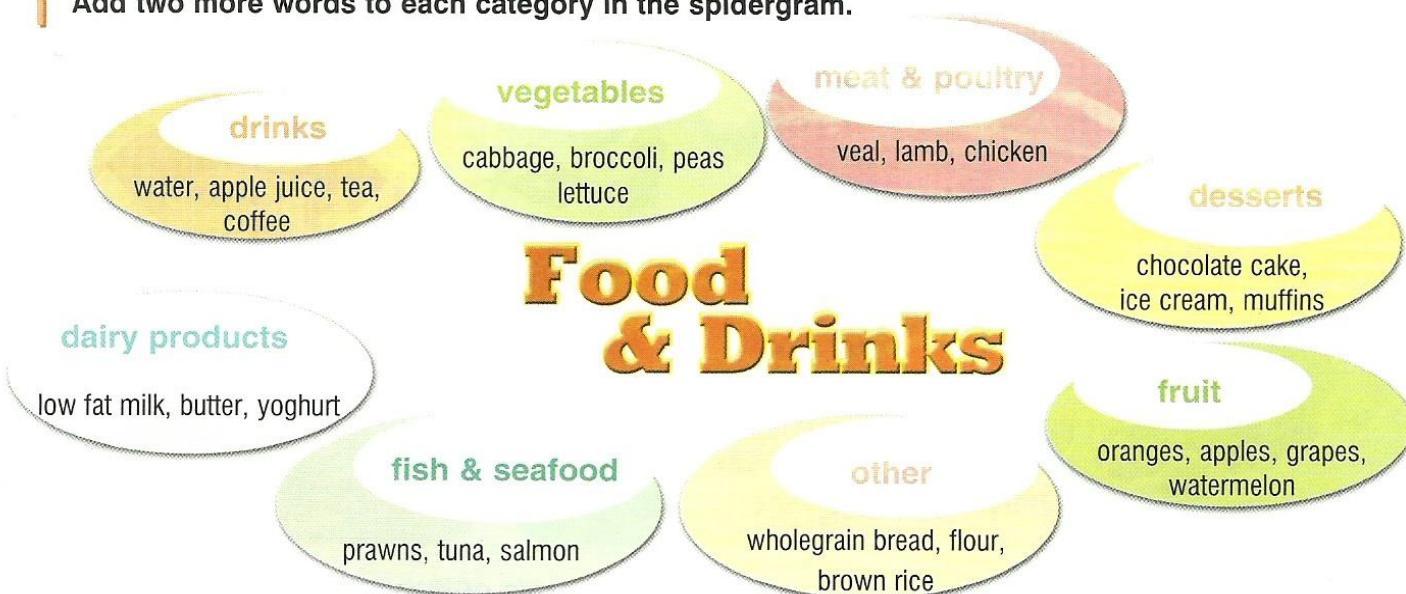 Add two more words to each category in the spidergram.
drinks
water, apple juice, tea,
coffee
vegetables
cabbage, broccoli, peas
lettuce
meat & poultry
veal, lamb, chicken
desserts
chocolate cake,
ice cream, muffins
Food
& Drinks
dairy products
low fat milk, butter, yoghurt
fruit
oranges, apples, grapes,
watermelon
fish & seafood
prawns, tuna, salmon
other
wholegrain bread, flour,
brown rice